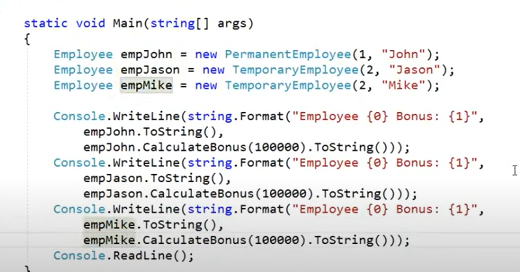 static void Main(string[] args)
{
Employee empJohn = new PermanentEmployee(1, "John");
Employee empJason = new TemporaryEmployee(2, "Jason");
Employee empMike = new TemporaryEmployee(2, "Mike");
Console.WriteLine(string.Format("Employee {0} Bonus: {1}",
empJohn.ToString(),
empJohn.CalculateBonus(100000).ToString()));
Console.WriteLine(string.Format("Employee {0} Bonus: {1}",
empJason.ToString(),
empJason.CalculateBonus(100000).ToString()));
Console.WriteLine(string.Format("Employee {0} Bonus: {1}",
empMike.ToString(),
empMike.CalculateBonus(100000).ToString()));
Console.ReadLine();
}